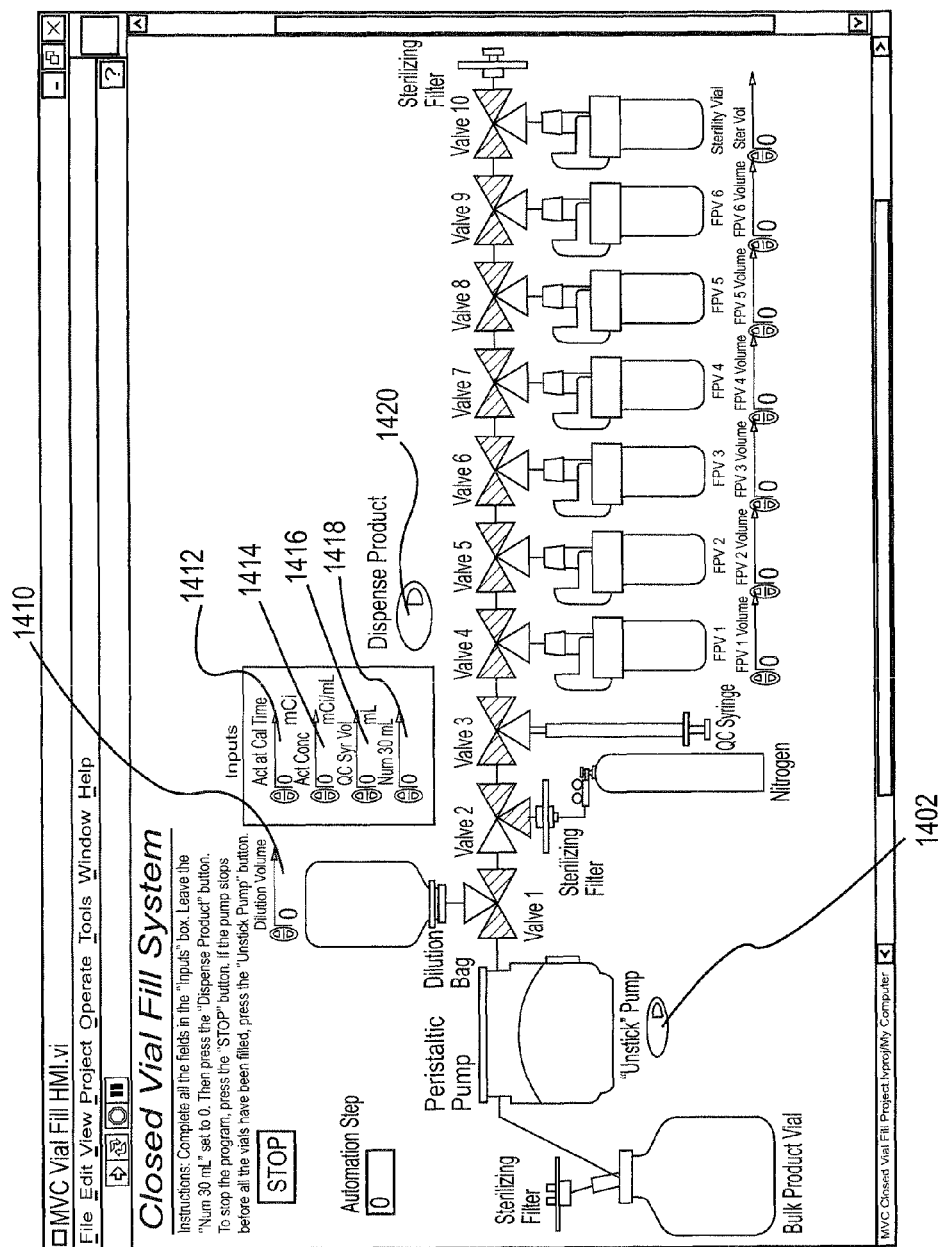 MVC Vial Fill HMI.vi
File Edit View Project Operate Tools Window Help
?
Closed Vial Fill System
Instructions: Complete all the fields in the "Inputs" box. Leave the
"Num 30 mL" set to 0. Then press the "Dispense Product" button.
To stop the program, press the "STOP" button. If the pump stops
before all the vials have been filled, press the "Unstick Pump" button.
STOP
Automation Step
0
1410
Dilution Volume
0
Inputs
Act at Cal Time
0 mCi
Act Conc
0 mCi/mL
QC Syr Vol
0 mL
Num 30 mL
0
1412
1414
1416
1418
Dispense Product
1420
Sterilizing
Filter
Bulk Product Vial
Peristaltic
Pump
"Unstick" Pump
1402
Dilution
Bag
Valve 1
Valve 2
Valve 3
Valve 4
Valve 5
Valve 6
Valve 7
Valve 8
Valve 9
Valve 10
Sterilizing
Filter
Sterilizing
Filter
Nitrogen
QC Syringe
FPV 1
FPV 2
FPV 3
FPV 4
FPV 5
FPV 6
Sterility Vial
FPV 1 Volume
0
FPV 2 Volume
0
FPV 3 Volume
0
FPV 4 Volume
0
FPV 5 Volume
0
FPV 6 Volume
0
Ster Vol
0
MVC Closed Vial Fill Project.lvproj/My Computer